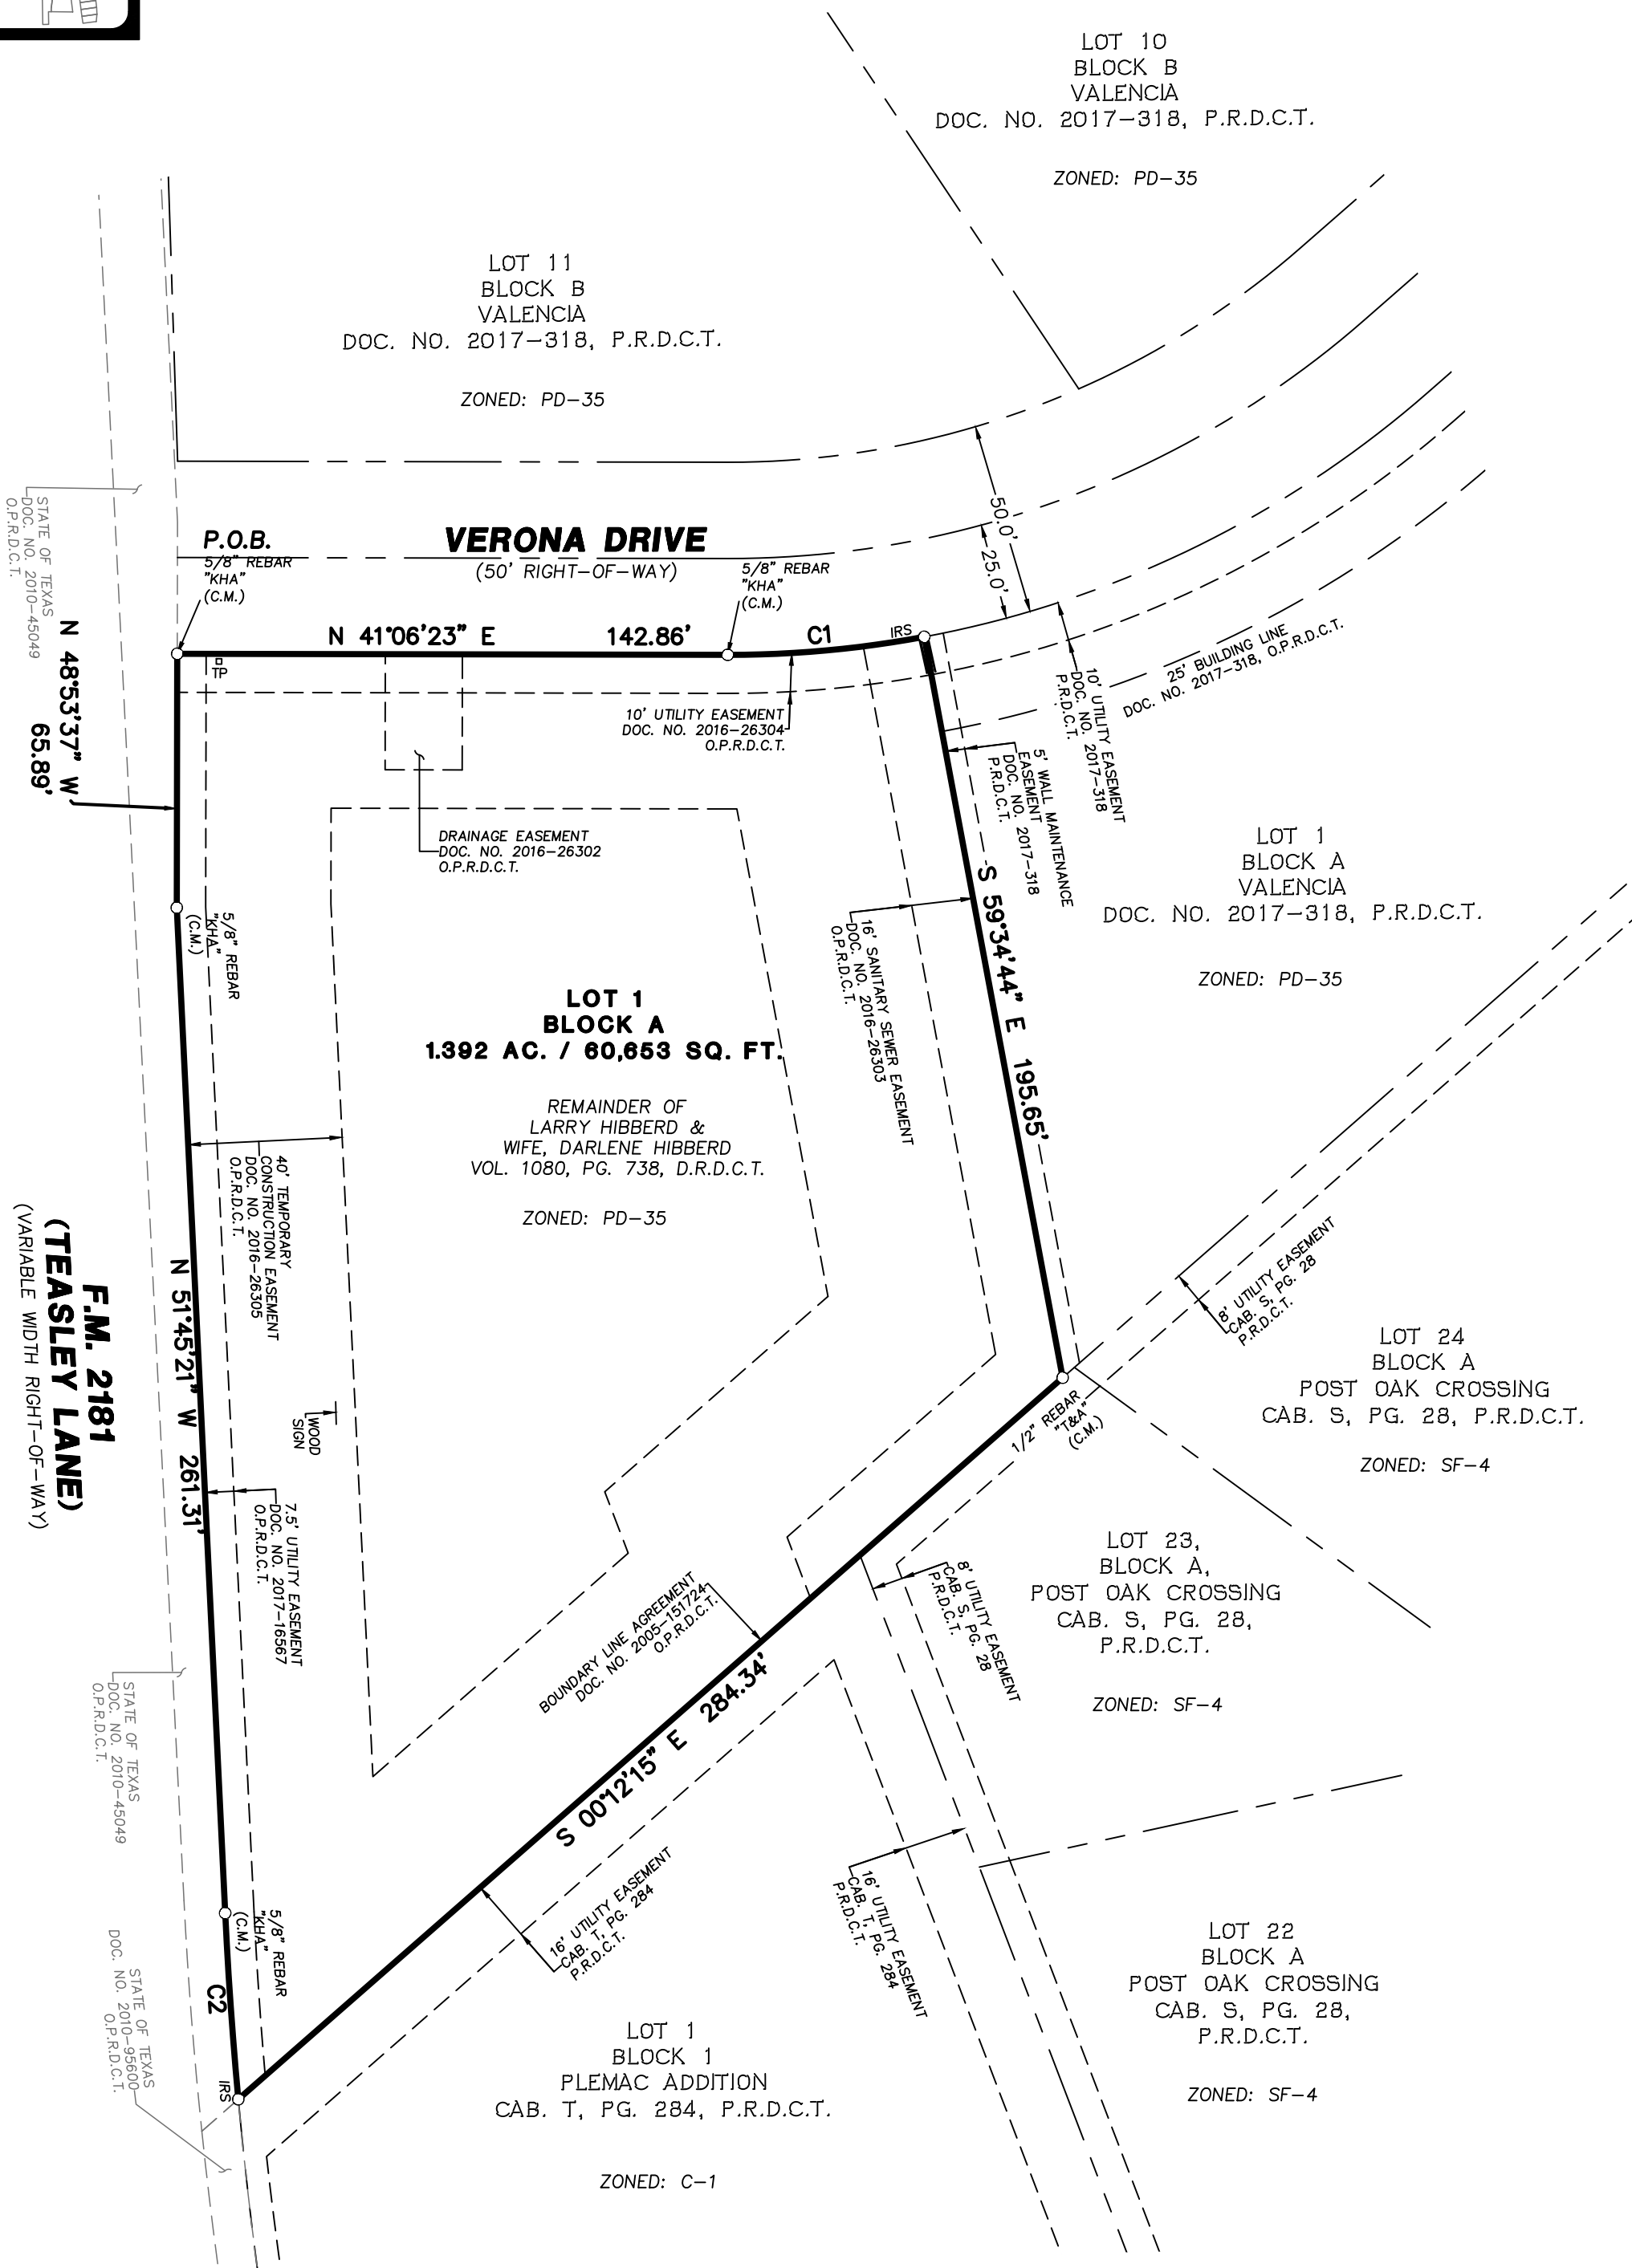 LOT 10
BLOCK B
VALENCIA
DOC. NO. 2017-318, P.R.D.C.T.
ZONED: PD-35
LOT 11
BLOCK B
VALENCIA
DOC. NO. 2017-318, P.R.D.C.T.
ZONED: PD-35
STATE OF TEXAS
DOC. NO. 2010-45049
O.P.R.D.C.T.
P.O.B.
5/8" REBAR
"KHA"
(C.M.)
VERONA DRIVE
(50' RIGHT-OF-WAY)
5/8" REBAR
"KHA"
(C.M.)
50.0'
25.0'
N 41°06'23" E 142.86'
C1
IRS
TP
N 48°53'37" W
65.89'
10' UTILITY EASEMENT
DOC. NO. 2016-26304
O.P.R.D.C.T.
25' BUILDING LINE
DOC. NO. 2017-318, O.P.R.D.C.T.
10' UTILITY EASEMENT
DOC. NO. 2017-318
P.R.D.C.T.
5' WALL MAINTENANCE
EASEMENT
DOC. NO. 2017-318
P.R.D.C.T.
DRAINAGE EASEMENT
DOC. NO. 2016-26302
O.P.R.D.C.T.
LOT 1
BLOCK A
VALENCIA
DOC. NO. 2017-318, P.R.D.C.T.
ZONED: PD-35
S 59°34'44" E 195.65'
16' SANITARY SEWER EASEMENT
DOC. NO. 2016-26303
O.P.R.D.C.T.
5/8" REBAR
"KHA"
(C.M.)
LOT 1
BLOCK A
1.392 AC. / 60,653 SQ. FT.
REMAINDER OF
LARRY HIBBERD &
WIFE, DARLENE HIBBERD
VOL. 1080, PG. 738, D.R.D.C.T.
ZONED: PD-35
40' TEMPORARY
CONSTRUCTION EASEMENT
DOC. NO. 2016-26305
O.P.R.D.C.T.
F.M. 2181
(TEASLEY LANE)
(VARIABLE WIDTH RIGHT-OF-WAY)
N 51°45'21" W 261.31'
WOOD
SIGN
7.5' UTILITY EASEMENT
DOC. NO. 2017-16567
O.P.R.D.C.T.
8' UTILITY EASEMENT
CAB. S, PG. 28
P.R.D.C.T.
LOT 24
BLOCK A
POST OAK CROSSING
CAB. S, PG. 28, P.R.D.C.T.
ZONED: SF-4
1/2" REBAR
"T&A"
(C.M.)
LOT 23,
BLOCK A,
POST OAK CROSSING
CAB. S, PG. 28,
P.R.D.C.T.
ZONED: SF-4
8' UTILITY EASEMENT
CAB. S, PG. 28
P.R.D.C.T.
BOUNDARY LINE AGREEMENT
DOC. NO. 2005-151724
O.P.R.D.C.T.
S 00°12'15" E 284.34'
STATE OF TEXAS
DOC. NO. 2010-45049
O.P.R.D.C.T.
16' UTILITY EASEMENT
CAB. T, PG. 284
P.R.D.C.T.
16' UTILITY EASEMENT
CAB. T, PG. 284
P.R.D.C.T.
5/8" REBAR
"KHA"
(C.M.)
C2
IRS
STATE OF TEXAS
DOC. NO. 2010-95600
O.P.R.D.C.T.
LOT 22
BLOCK A
POST OAK CROSSING
CAB. S, PG. 28,
P.R.D.C.T.
ZONED: SF-4
LOT 1
BLOCK 1
PLEMAC ADDITION
CAB. T, PG. 284, P.R.D.C.T.
ZONED: C-1